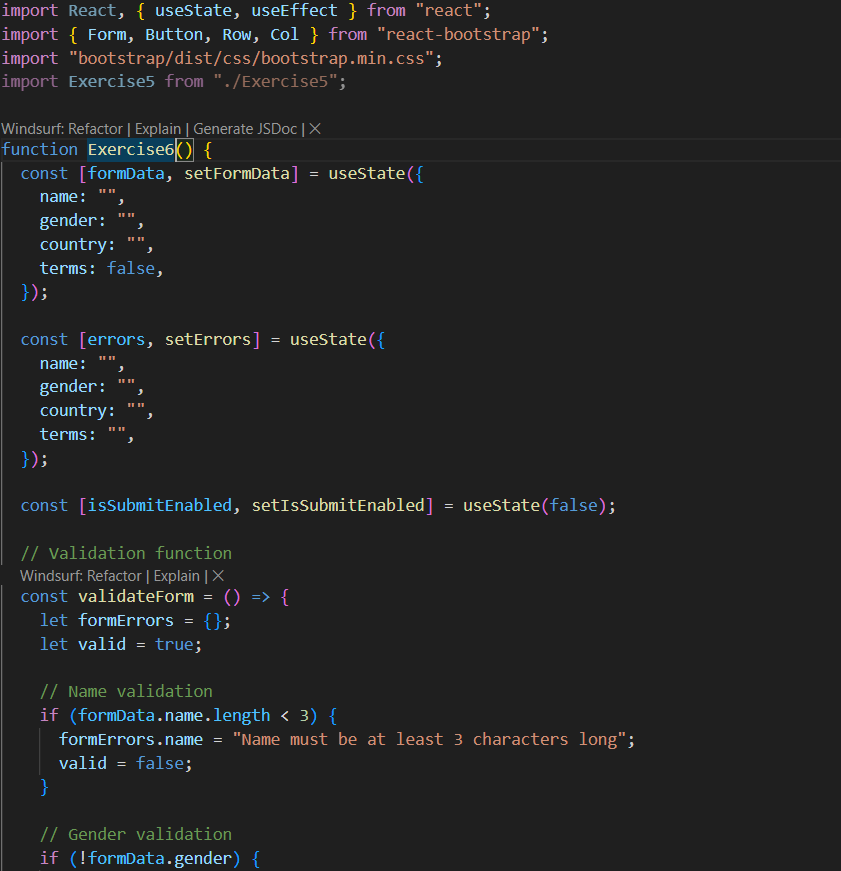 import React, { useState, useEffect } from "react";
import { Form, Button, Row, Col } from "react-bootstrap";
import "bootstrap/dist/css/bootstrap.min.css";
import Exercise5 from "./Exercise5";
Windsurf: Refactor | Explain | Generate JSDoc | ✕
function Exercise6() {
const [formData, setFormData] = useState({
name: "",
gender: "",
country: "",
terms: false,
});
const [errors, setErrors] = useState({
name: "",
gender: "",
country: "",
terms: "",
});
const [isSubmitEnabled, setIsSubmitEnabled] = useState(false);
// Validation function
Windsurf: Refactor | Explain | ✕
const validateForm = () => {
let formErrors = {};
let valid = true;
// Name validation
if (formData.name.length < 3) {
formErrors.name = "Name must be at least 3 characters long";
valid = false;
}
// Gender validation
if (!formData.gender) {